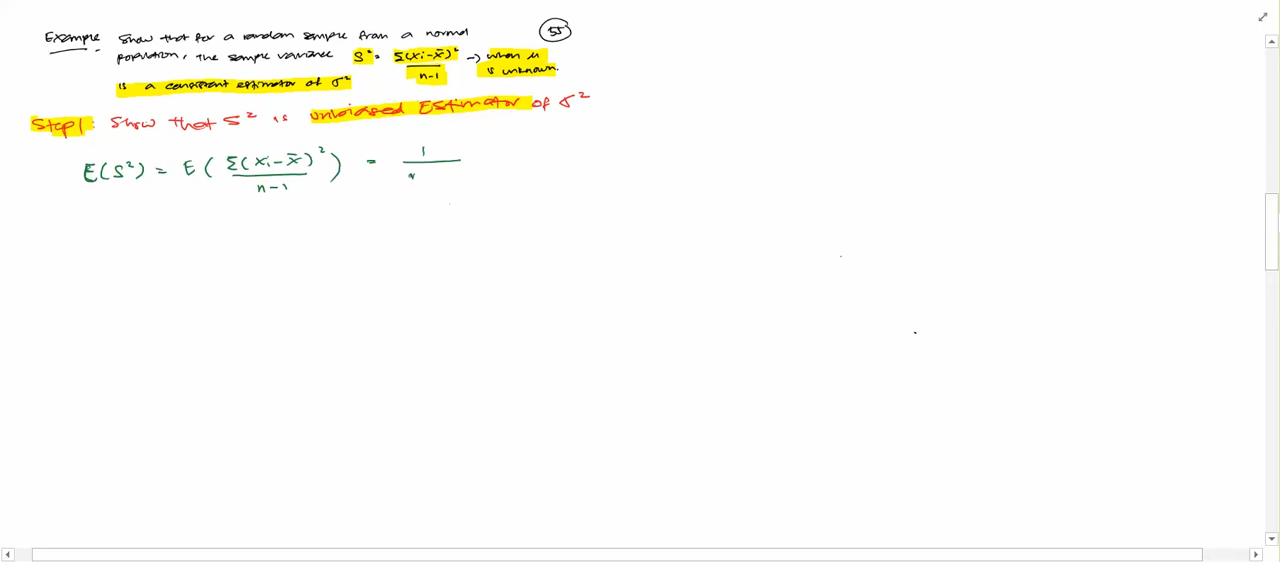 Example: Show that for a random sample from a normal (55)
population, the sample variance S² = Σ(xi-x̄)²/n-1 → when μ is unknown.
is a consistent estimator of σ²
Step 1: Show that S² is unbiased Estimator of σ²
E(S²) = E(Σ(xi-x̄)²/n-1) = 1/